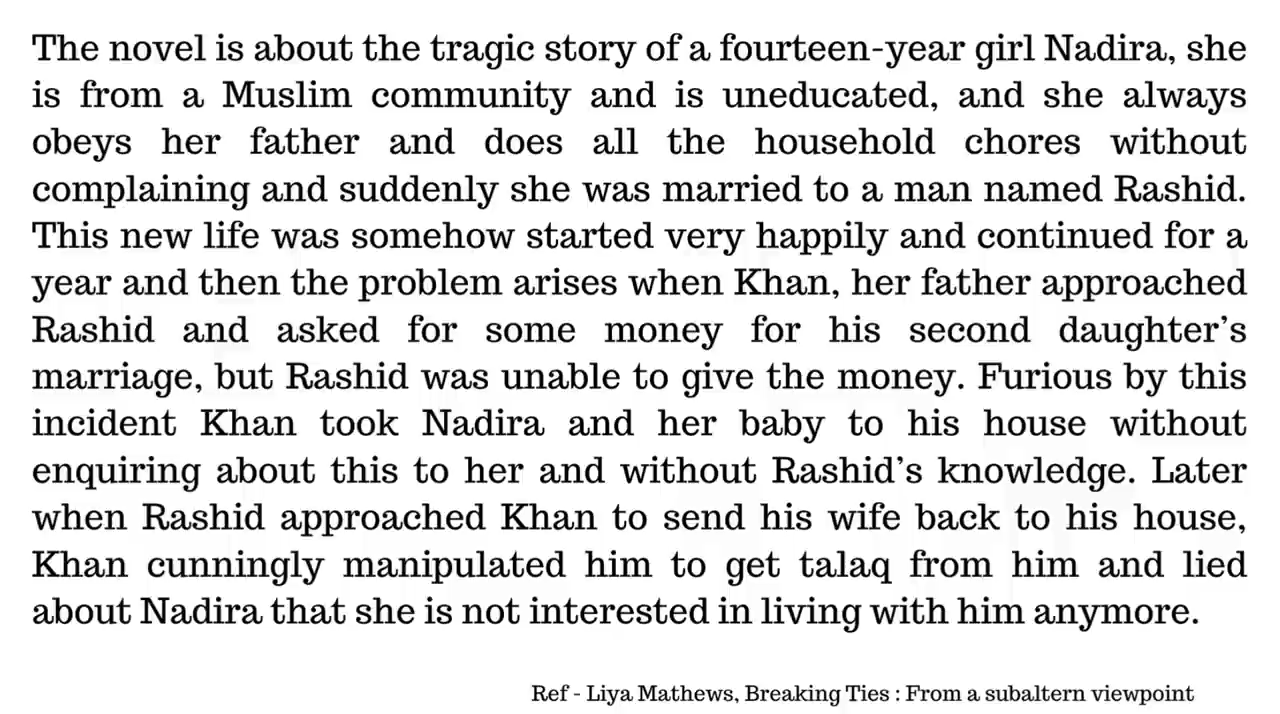 The novel is about the tragic story of a fourteen-year girl Nadira, she
is from a Muslim community and is uneducated, and she always
obeys her father and does all the household chores without
complaining and suddenly she was married to a man named Rashid.
This new life was somehow started very happily and continued for a
year and then the problem arises when Khan, her father approached
Rashid and asked for some money for his second daughter's
marriage, but Rashid was unable to give the money. Furious by this
incident Khan took Nadira and her baby to his house without
enquiring about this to her and without Rashid's knowledge. Later
when Rashid approached Khan to send his wife back to his house,
Khan cunningly manipulated him to get talaq from him and lied
about Nadira that she is not interested in living with him anymore.
Ref - Liya Mathews, Breaking Ties : From a subaltern viewpoint